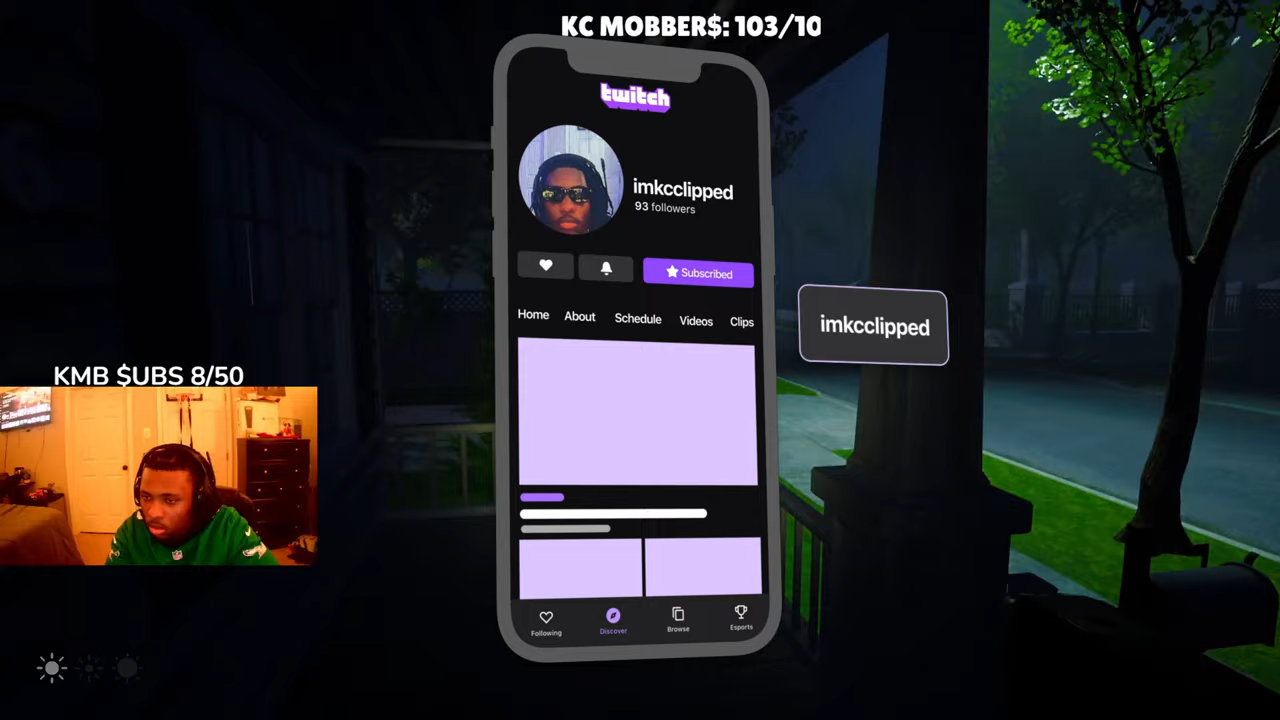 KC MOBBER$: 103/10
twitch
imkcclipped
93 followers
Subscribed
Home About Schedule Videos Clips
imkcclipped
KMB $UBS 8/50
Following Discover Browse Esports